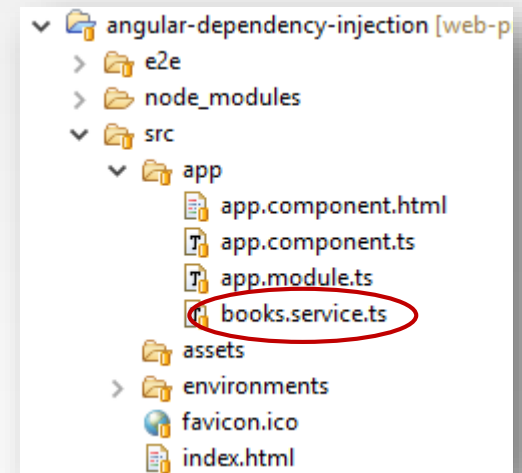 angular-dependency-injection [web-p
e2e
node_modules
src
app
app.component.html
app.component.ts
app.module.ts
books.service.ts
assets
environments
favicon.ico
index.html